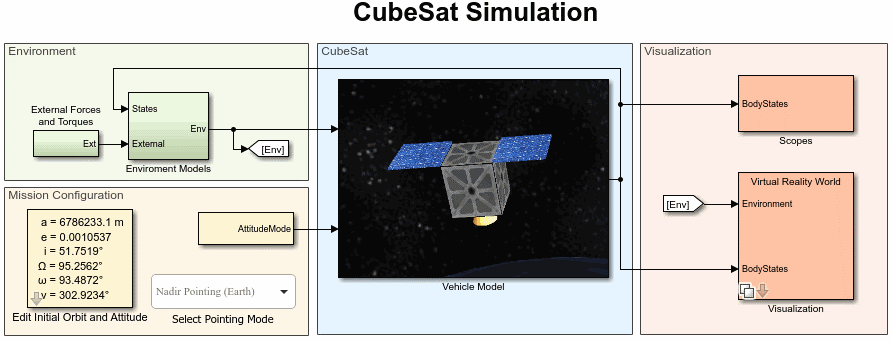 CubeSat Simulation
Environment
External Forces
and Torques
Ext
States
External
Env
Enviroment Models
[Env]
Mission Configuration
a = 6786233.1 m
e = 0.0010537
i = 51.7519°
Ω = 95.2562°
ω = 93.4872°
v = 302.9234°
Edit Initial Orbit and Attitude
AttitudeMode
Nadir Pointing (Earth)
Select Pointing Mode
CubeSat
Vehicle Model
Visualization
BodyStates
Scopes
Virtual Reality World
[Env]
Environment
BodyStates
Visualization